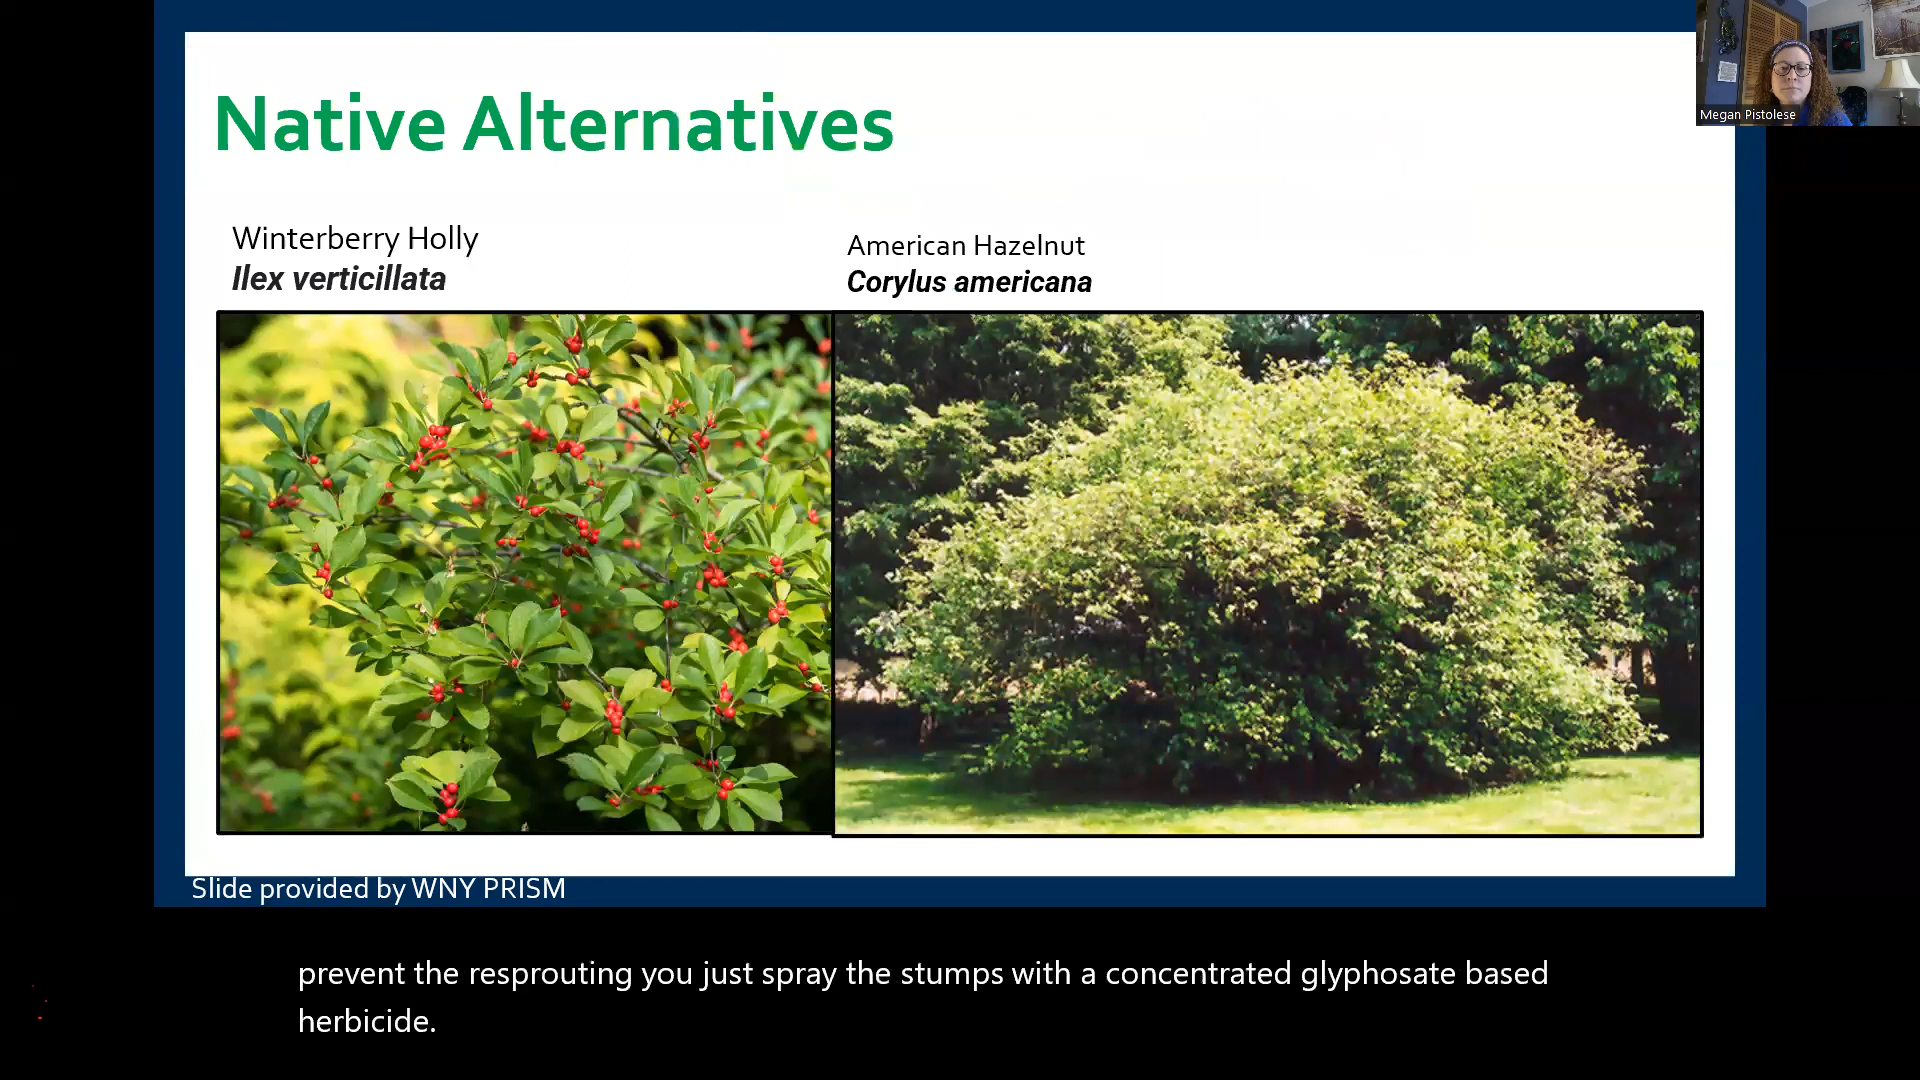 Native Alternatives
Megan Pistolese
Winterberry Holly
Ilex verticillata
American Hazelnut
Corylus americana
Slide provided by WNY PRISM
prevent the resprouting you just spray the stumps with a concentrated glyphosate based
herbicide.